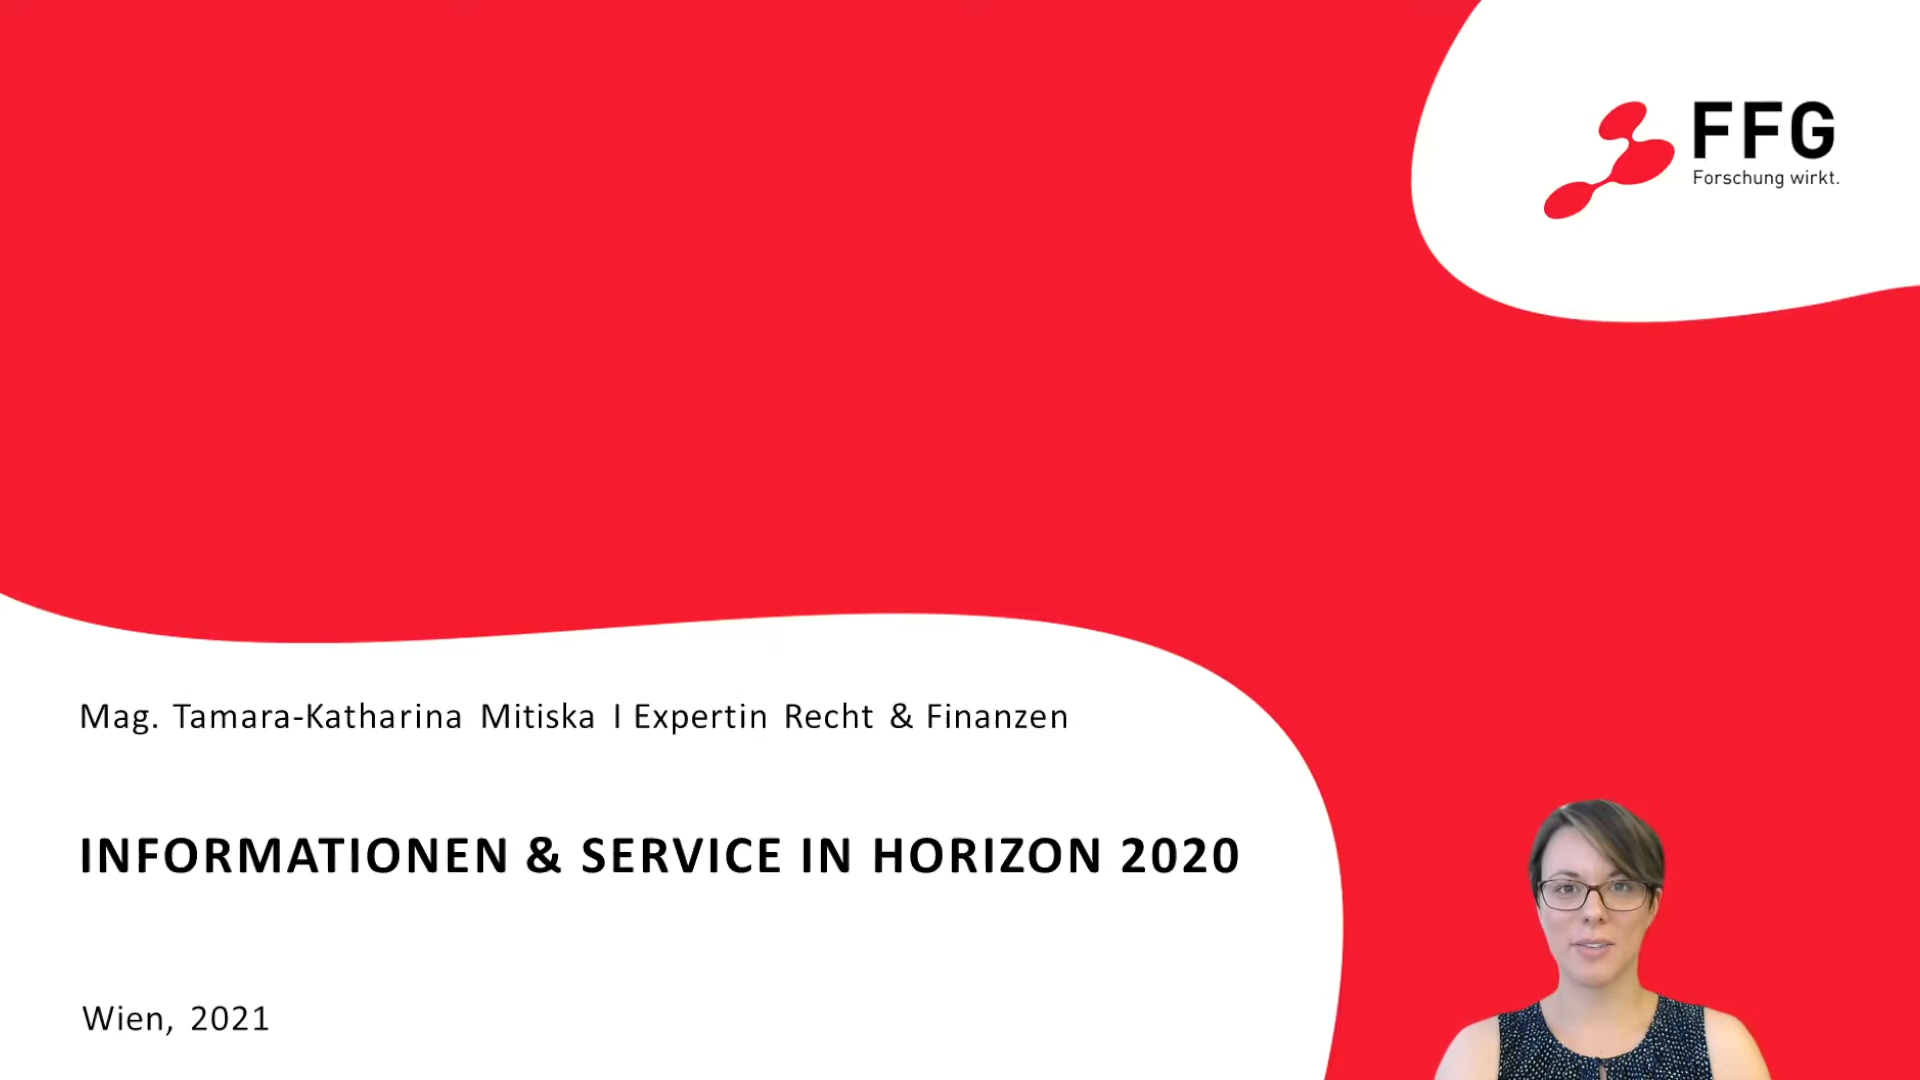 FFG
Forschung wirkt.
Mag. Tamara-Katharina Mitiska I Expertin Recht & Finanzen
INFORMATIONEN & SERVICE IN HORIZON 2020
Wien, 2021